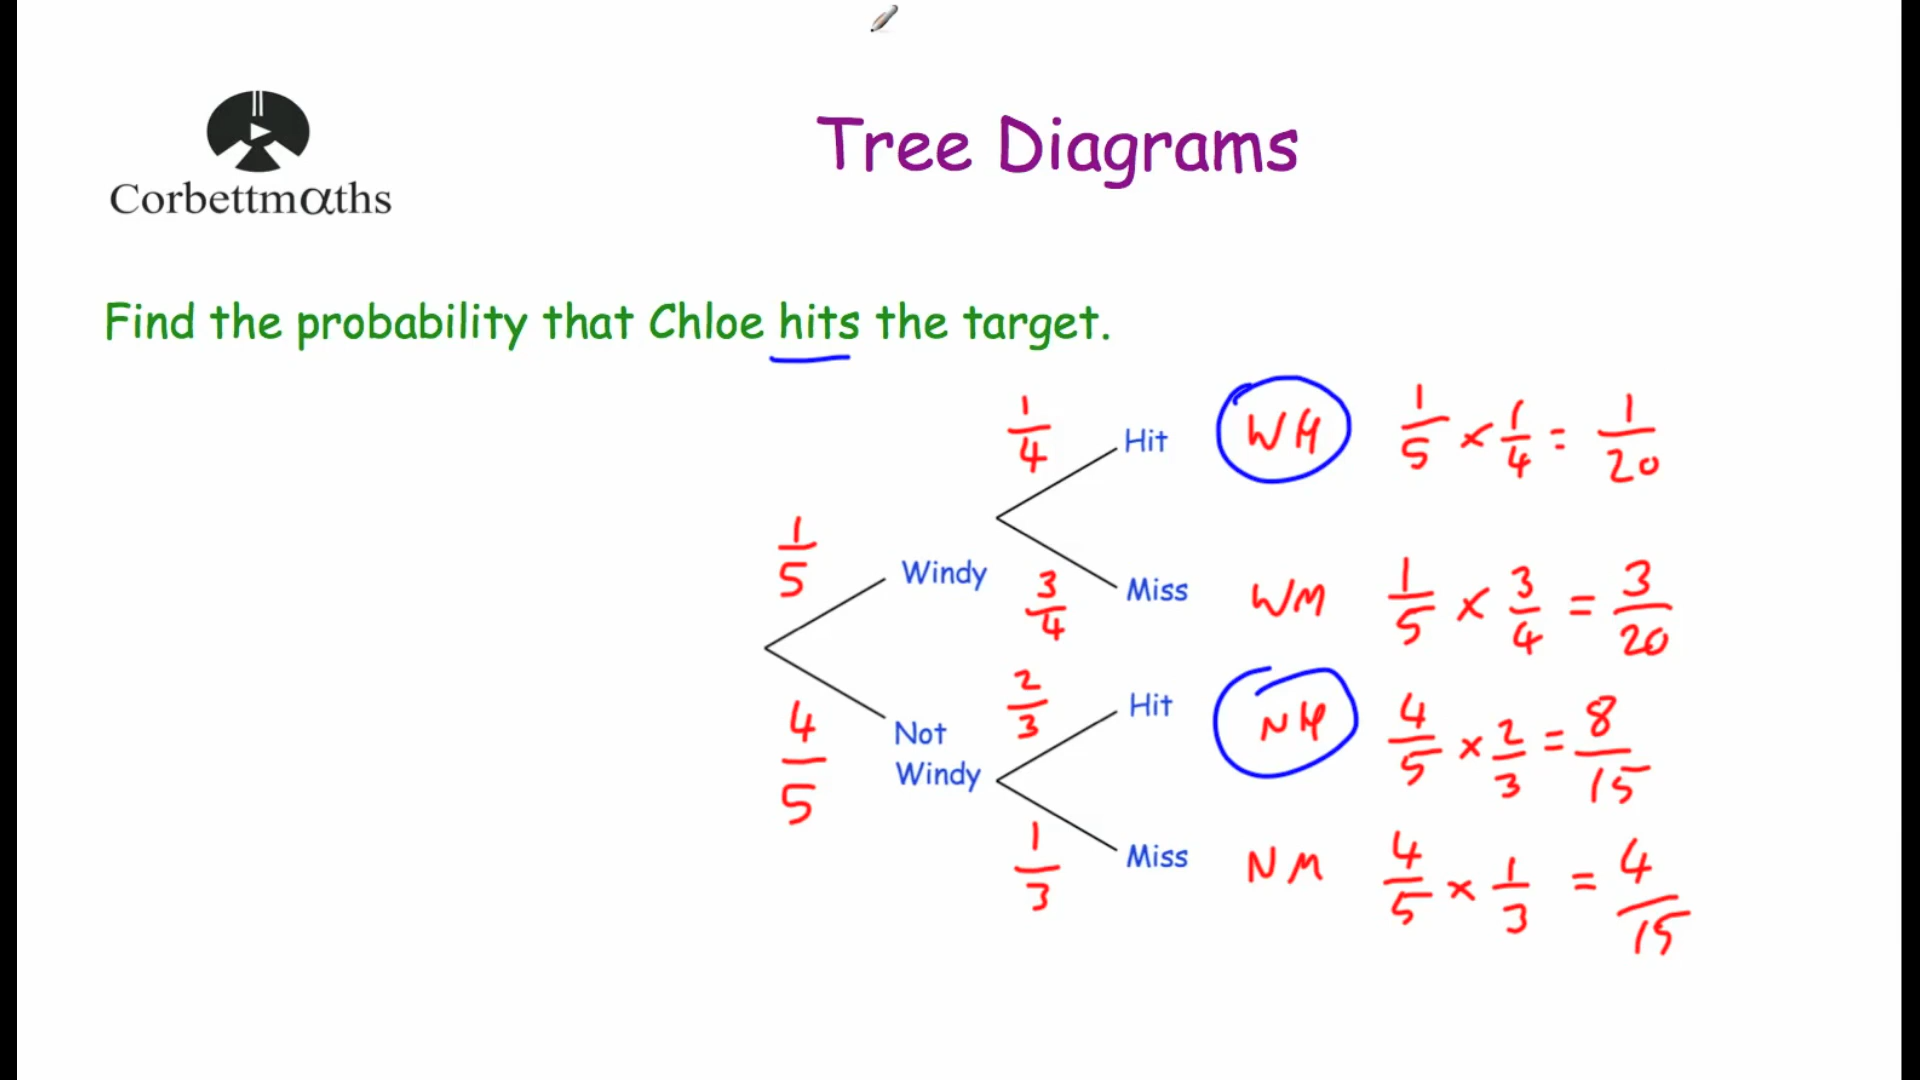 Tree Diagrams
Corbettmαths
Find the probability that Chloe hits the target.
1/4
Hit
WH
1/5 × 1/4 = 1/20
1/5
Windy
3/4
Miss
WM
1/5 × 3/4 = 3/20
2/3
Hit
NH
4/5 × 2/3 = 8/15
4/5
Not
Windy
1/3
Miss
NM
4/5 × 1/3 = 4/15